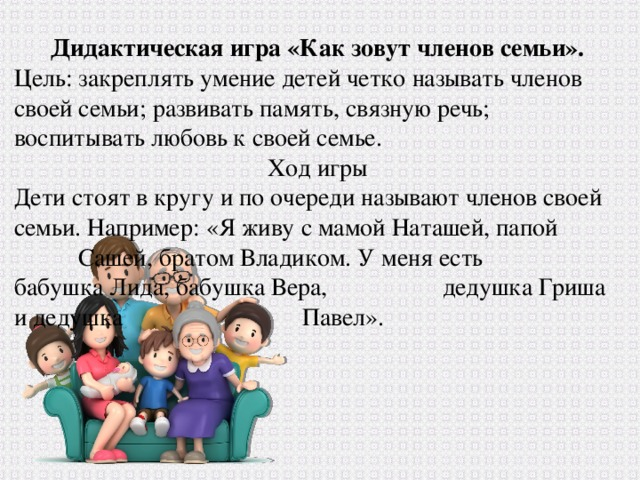 Дидактическая игра «Как зовут членов семьи».
Цель: закреплять умение детей четко называть членов
своей семьи; развивать память, связную речь;
воспитывать любовь к своей семье.
Ход игры
Дети стоят в кругу и по очереди называют членов своей
семьи. Например: «Я живу с мамой Наташей, папой
Сашей, братом Владиком. У меня есть
бабушка Лида, бабушка Вера, дедушка Гриша
и дедушка Павел».